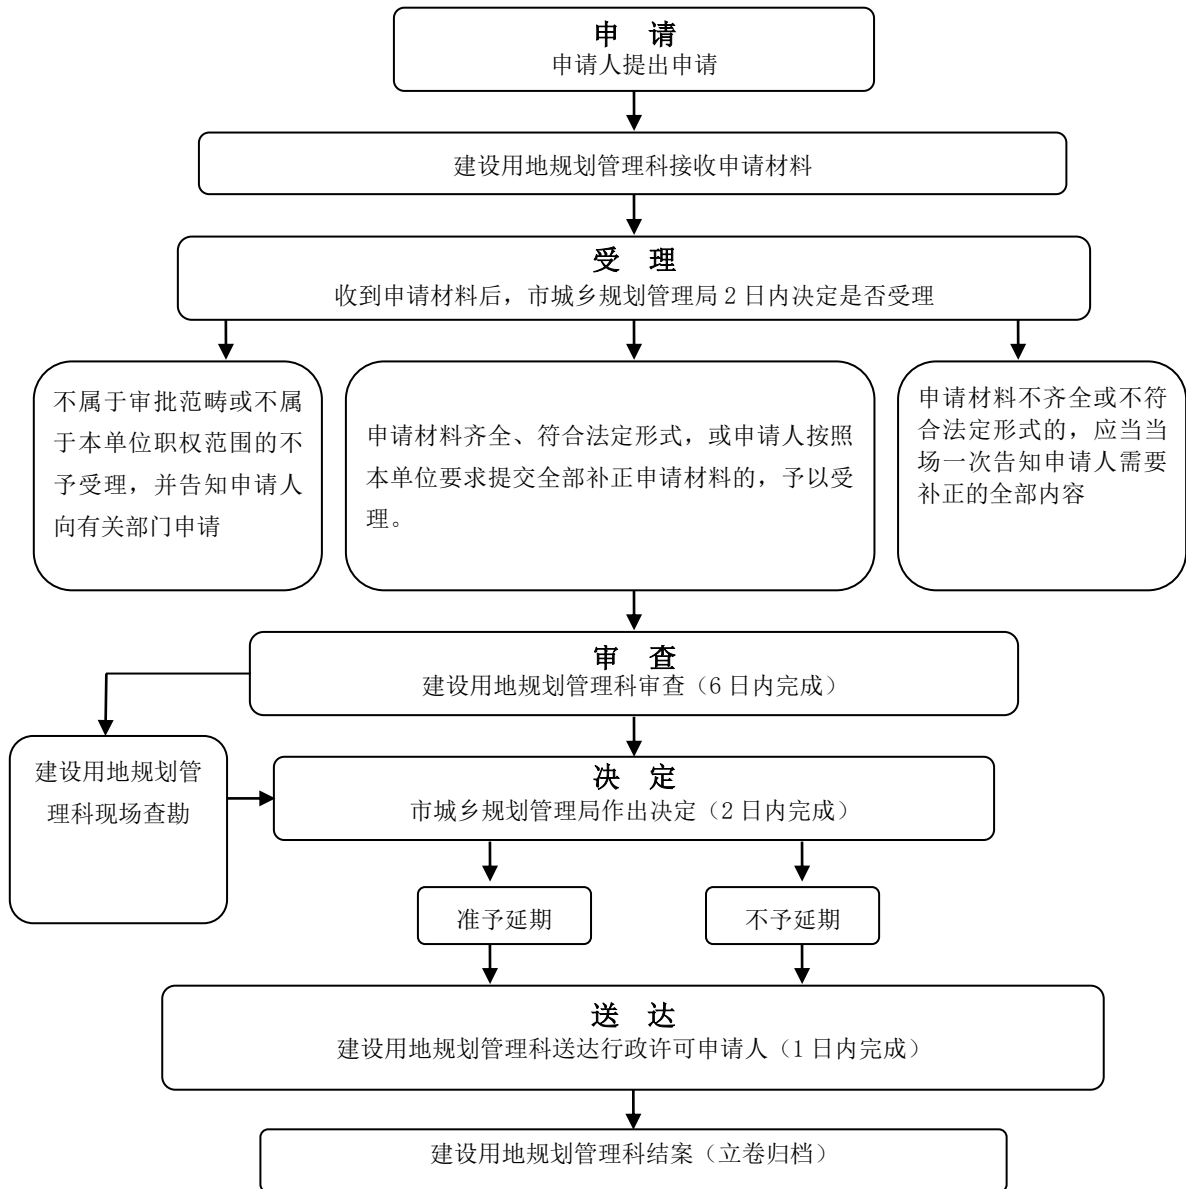 申　请
申请人提出申请
建设用地规划管理科接收申请材料
受　理
收到申请材料后，市城乡规划管理局 2 日内决定是否受理
不属于审批范畴或不属
于本单位职权范围的不
予受理，并告知申请人
向有关部门申请
申请材料齐全、符合法定形式，或申请人按照
本单位要求提交全部补正申请材料的，予以受
理。
申请材料不齐全或不符
合法定形式的，应当当
场一次告知申请人需要
补正的全部内容
审　查
建设用地规划管理科审查（6 日内完成）
建设用地规划管
理科现场查勘
决　定
市城乡规划管理局作出决定（2 日内完成）
准予延期
不予延期
送　达
建设用地规划管理科送达行政许可申请人（1 日内完成）
建设用地规划管理科结案（立卷归档）